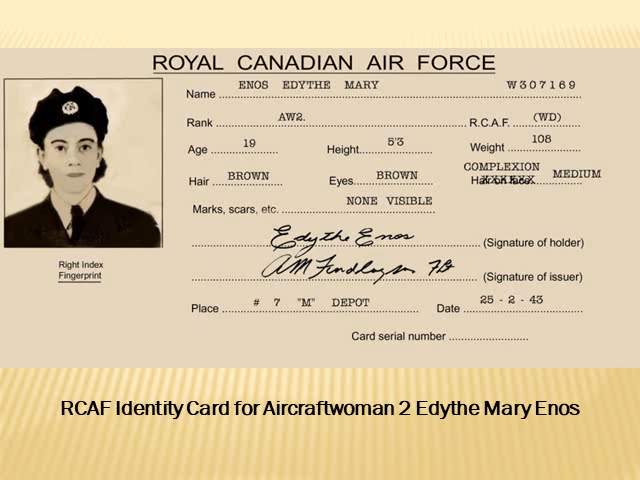 ROYAL CANADIAN AIR FORCE
Name ENOS EDYTHE MARY W307169
Rank AW2. R.C.A.F. (WD)
Age 19 Height 5'3 Weight 108
Hair BROWN Eyes BROWN COMPLEXION Hair on face XXXXXX MEDIUM
Marks, scars, etc. NONE VISIBLE
Edythe Enos (Signature of holder)
(Signature of issuer)
Right Index
Fingerprint
Place # 7 "M" DEPOT Date 25 - 2 - 43
Card serial number
RCAF Identity Card for Aircraftwoman 2 Edythe Mary Enos